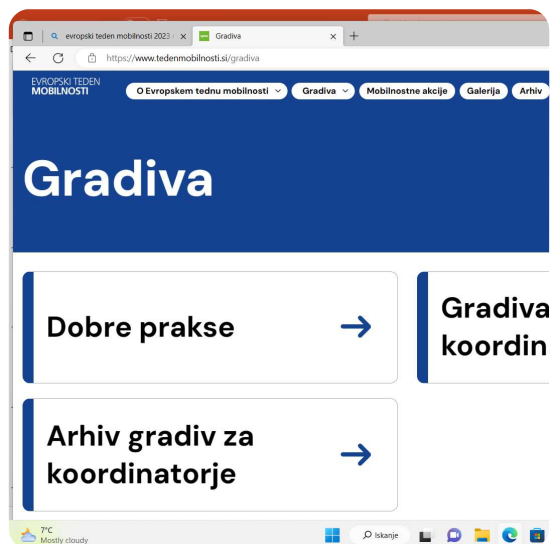 evropski teden mobilnosti 2023
Gradiva
https://www.tedenmobilnosti.si/gradiva
EVROPSKI TEDEN
MOBILNOSTI
O Evropskem tednu mobilnosti
Gradiva
Mobilnostne akcije
Galerija
Arhiv
Gradiva
Dobre prakse
Gradiva
koordin
Arhiv gradiv za
koordinatorje
7°C
Mostly cloudy
Iskanje